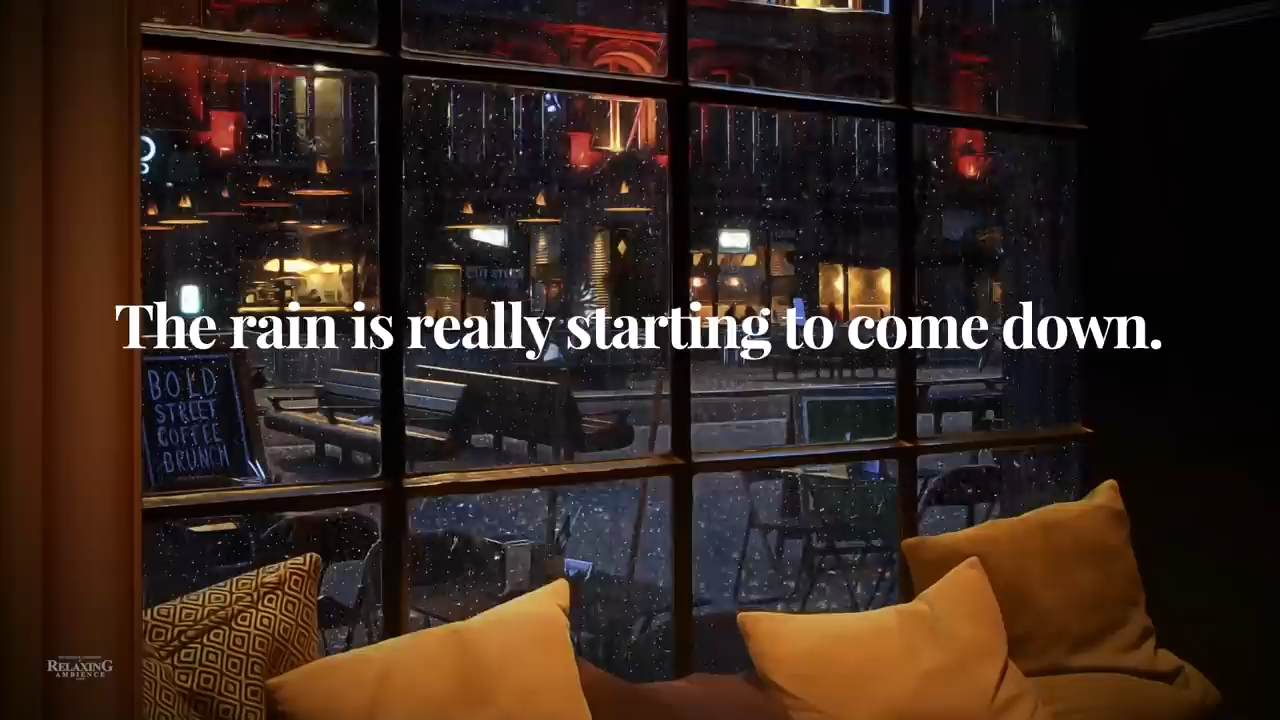 The rain is really starting to come down.
BOLD
STREET
COFFEE
BRUNCH
RELAXING
AMBIENCE